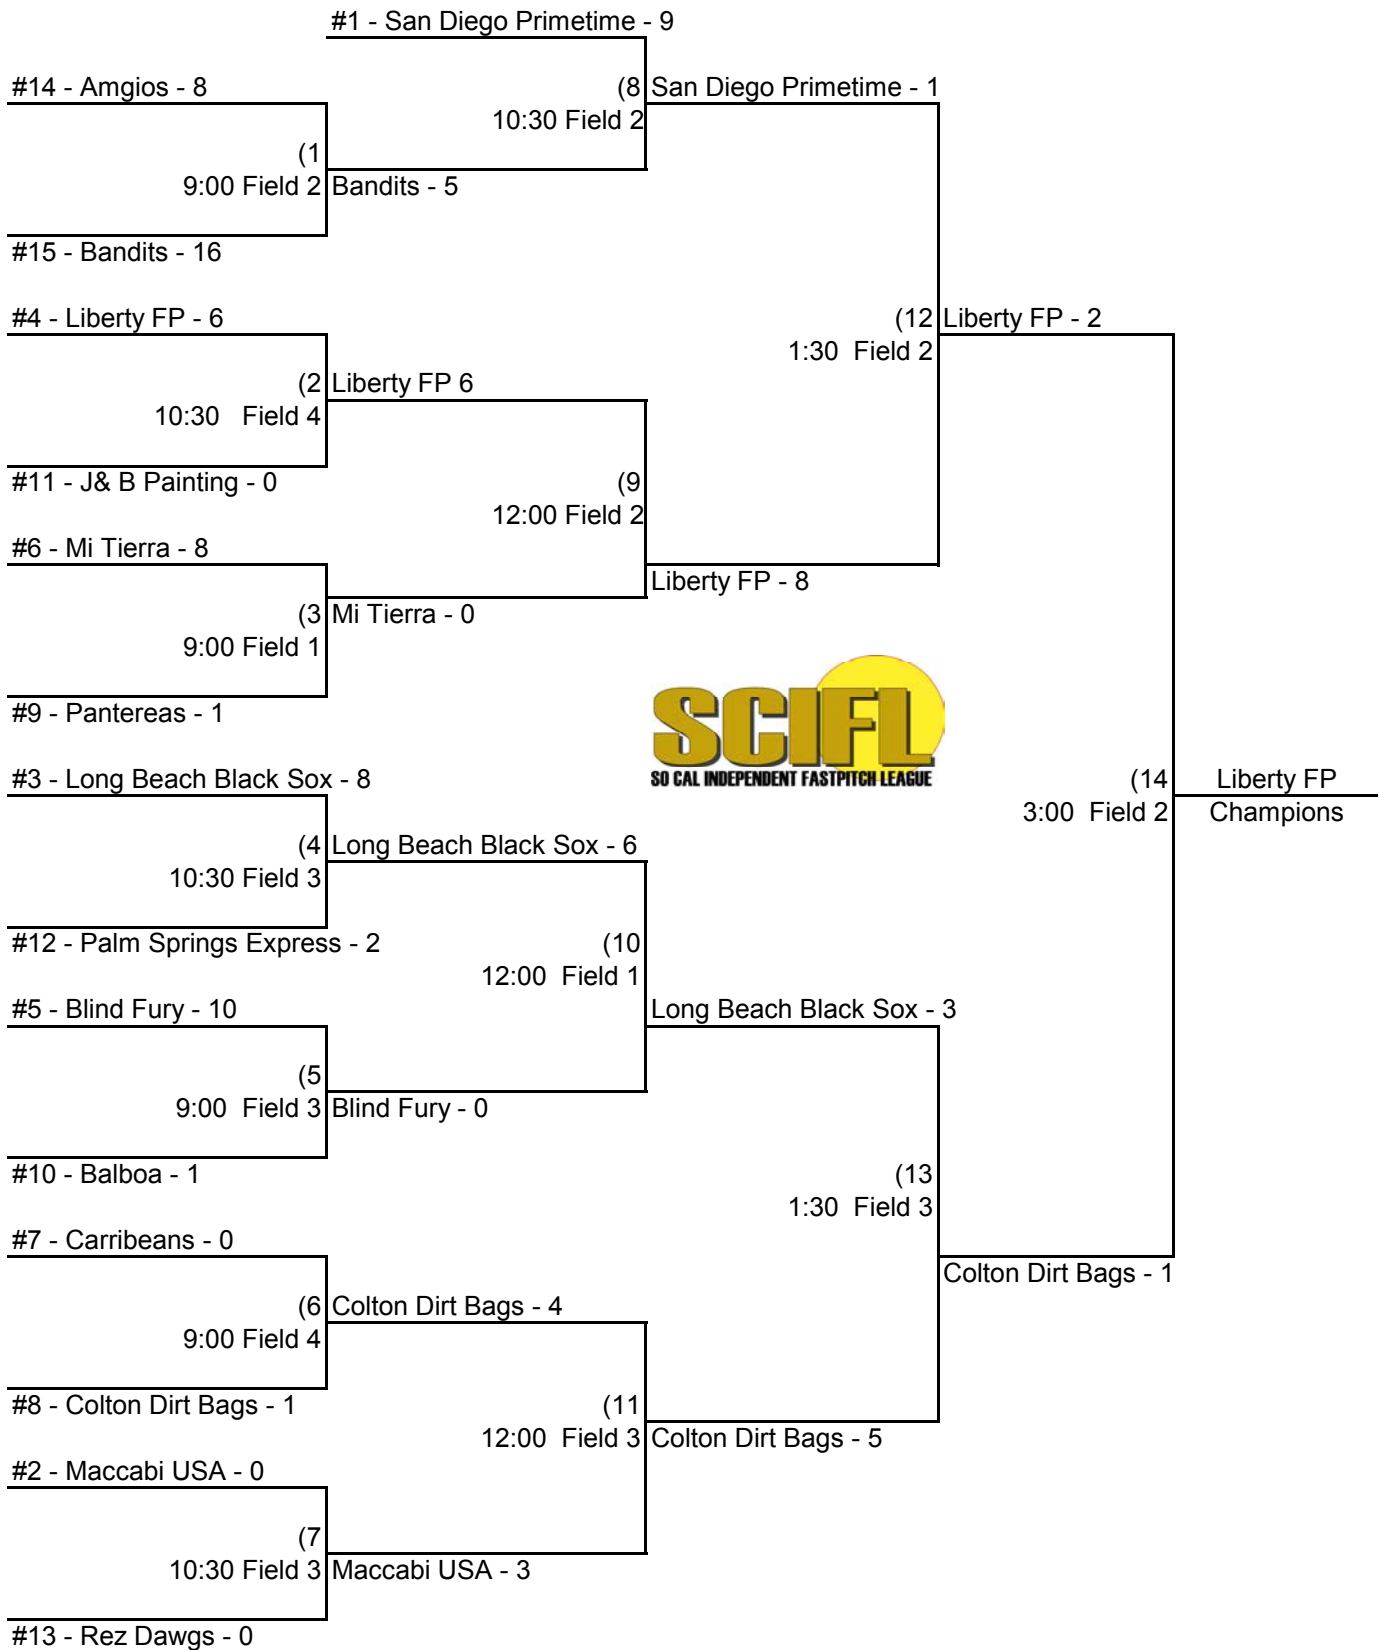 #1 - San Diego Primetime - 9
#14 - Amgios - 8
(8 San Diego Primetime - 1
10:30 Field 2
(1
9:00 Field 2 Bandits - 5
#15 - Bandits - 16
#4 - Liberty FP - 6
(12 Liberty FP - 2
1:30 Field 2
(2 Liberty FP 6
10:30 Field 4
#11 - J& B Painting - 0
(9
12:00 Field 2
#6 - Mi Tierra - 8
Liberty FP - 8
(3 Mi Tierra - 0
9:00 Field 1
#9 - Pantereas - 1
SCIFL
SO CAL INDEPENDENT FASTPITCH LEAGUE
#3 - Long Beach Black Sox - 8
(14 Liberty FP
3:00 Field 2 Champions
(4 Long Beach Black Sox - 6
10:30 Field 3
#12 - Palm Springs Express - 2
(10
12:00 Field 1
#5 - Blind Fury - 10
Long Beach Black Sox - 3
(5
9:00 Field 3 Blind Fury - 0
#10 - Balboa - 1
(13
1:30 Field 3
#7 - Carribeans - 0
Colton Dirt Bags - 1
(6 Colton Dirt Bags - 4
9:00 Field 4
#8 - Colton Dirt Bags - 1
(11
12:00 Field 3 Colton Dirt Bags - 5
#2 - Maccabi USA - 0
(7
10:30 Field 3 Maccabi USA - 3
#13 - Rez Dawgs - 0